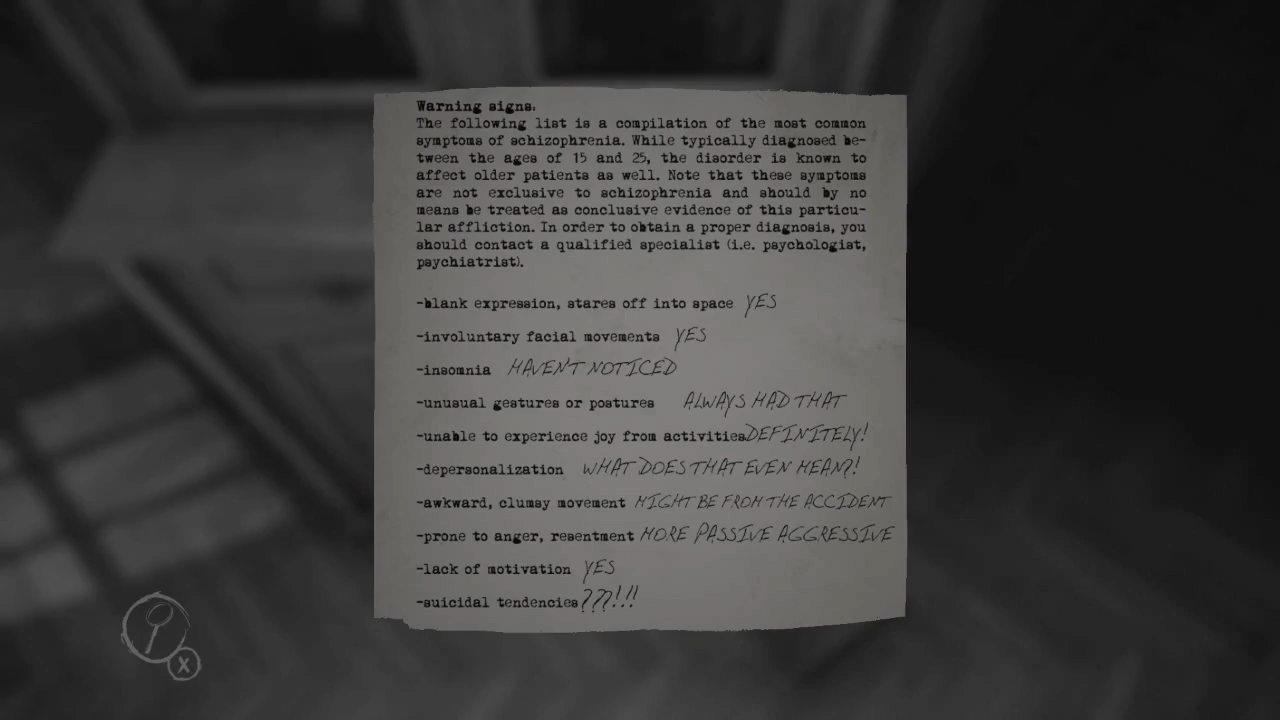 Warning signs.
The following list is a compilation of the most common
symptoms of schizophrenia. While typically diagnosed be-
tween the ages of 15 and 25, the disorder is known to
affect older patients as well. Note that these symptoms
are not exclusive to schizophrenia and should by no
means be treated as conclusive evidence of this particu-
lar affliction. In order to obtain a proper diagnosis, you
should contact a qualified specialist (i.e. psychologist,
psychiatrist).
-blank expression, stares off into space YES
-involuntary facial movements YES
-insomnia HAVEN'T NOTICED
-unusual gestures or postures ALWAYS HAD THAT
-unable to experience joy from activities DEFINITELY!
-depersonalization WHAT DOES THAT EVEN MEAN?!
-awkward, clumsy movement MIGHT BE FROM THE ACCIDENT
-prone to anger, resentment MORE PASSIVE AGGRESSIVE
-lack of motivation YES
-suicidal tendencies ???!!!
X